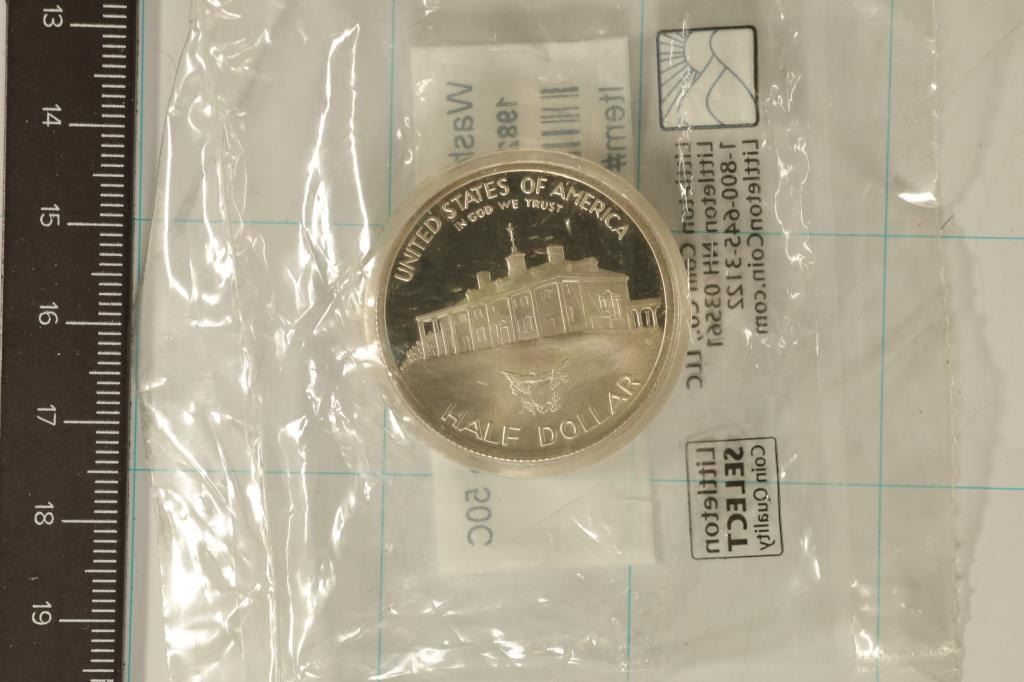 13
14
15
16
17
18
19
UNITED STATES OF AMERICA
IN GOD WE TRUST
HALF DOLLAR
Item#
198
Was
50C
Littleton Coin Co., LLC
Littleton NH 03561
1-800-645-3122
LittletonCoin.com
Littleton
SELECT
Coin Quality